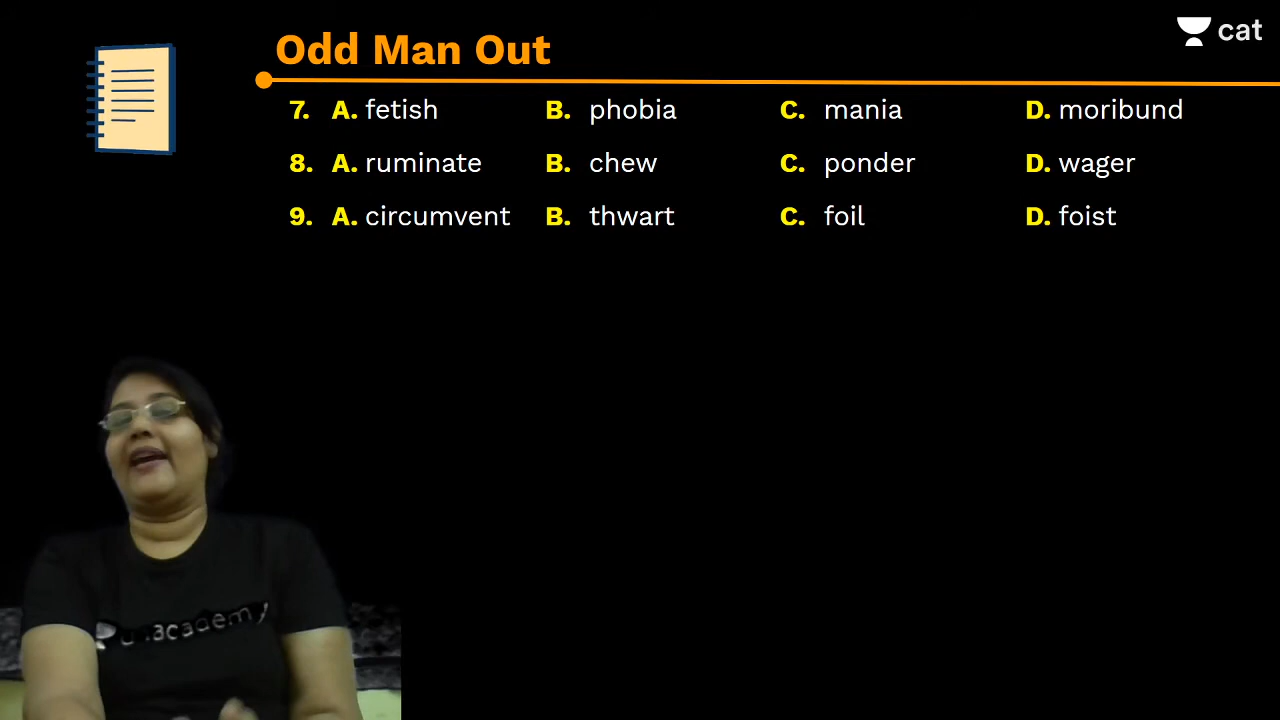 cat
Odd Man Out
7. A. fetish B. phobia C. mania D. moribund
8. A. ruminate B. chew C. ponder D. wager
9. A. circumvent B. thwart C. foil D. foist
unacademy